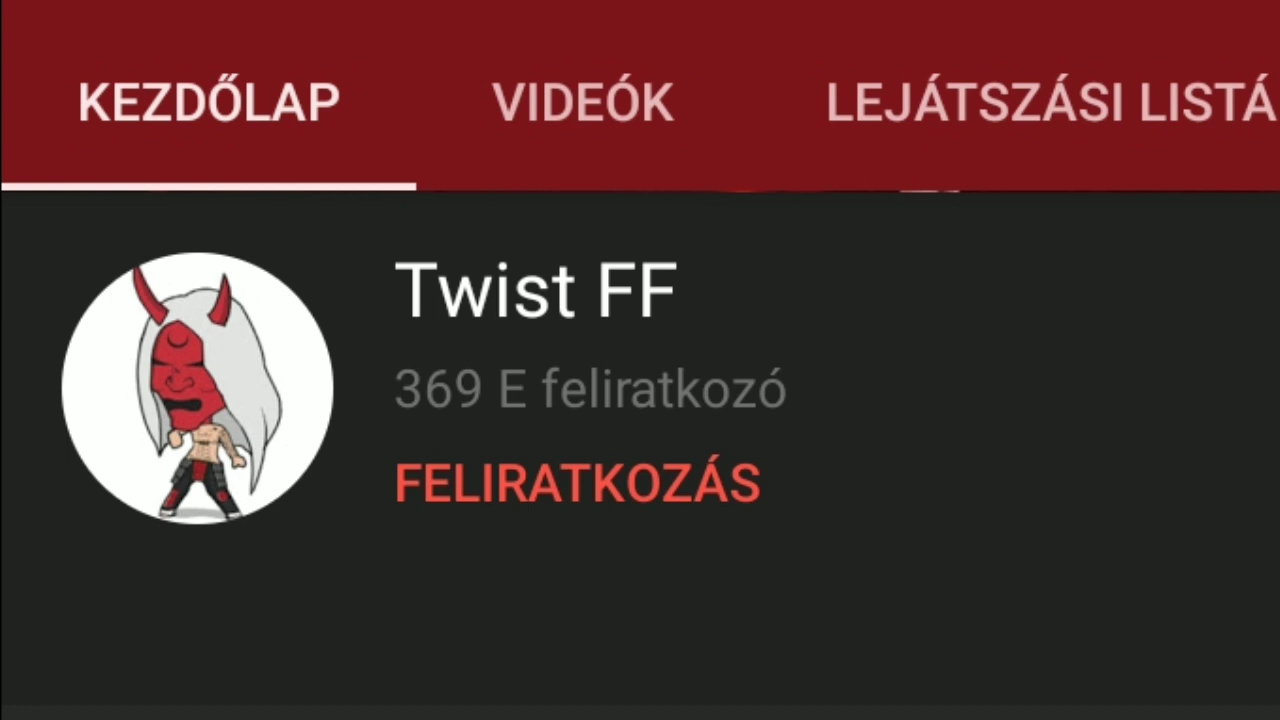 KEZDŐLAP VIDEÓK LEJÁTSZÁSI LISTÁ
Twist FF
369 E feliratkozó
FELIRATKOZÁS